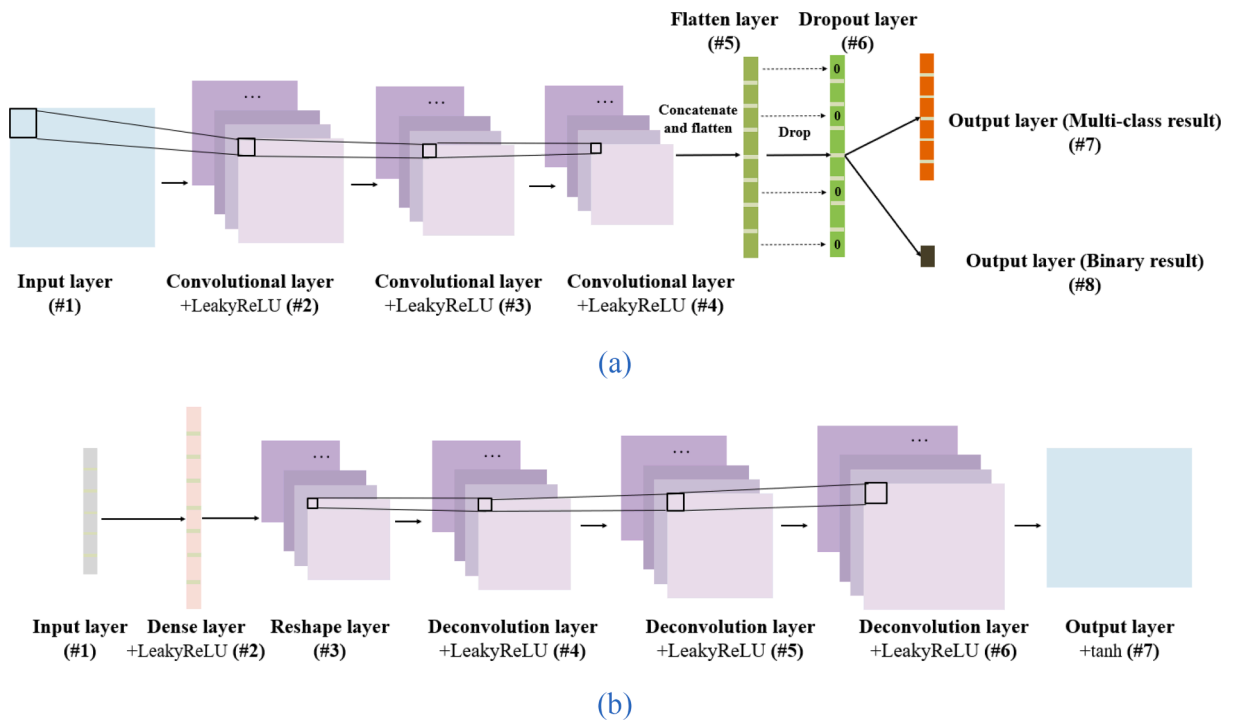 Flatten layer
(#5)
Dropout layer
(#6)
...
...
...
Concatenate
and flatten
Drop
0
0
0
0
Output layer (Multi-class result)
(#7)
Output layer (Binary result)
(#8)
Input layer
(#1)
Convolutional layer
+LeakyReLU (#2)
Convolutional layer
+LeakyReLU (#3)
Convolutional layer
+LeakyReLU (#4)
(a)
...
...
...
...
Input layer
(#1)
Dense layer
+LeakyReLU (#2)
Reshape layer
(#3)
Deconvolution layer
+LeakyReLU (#4)
Deconvolution layer
+LeakyReLU (#5)
Deconvolution layer
+LeakyReLU (#6)
Output layer
+tanh (#7)
(b)